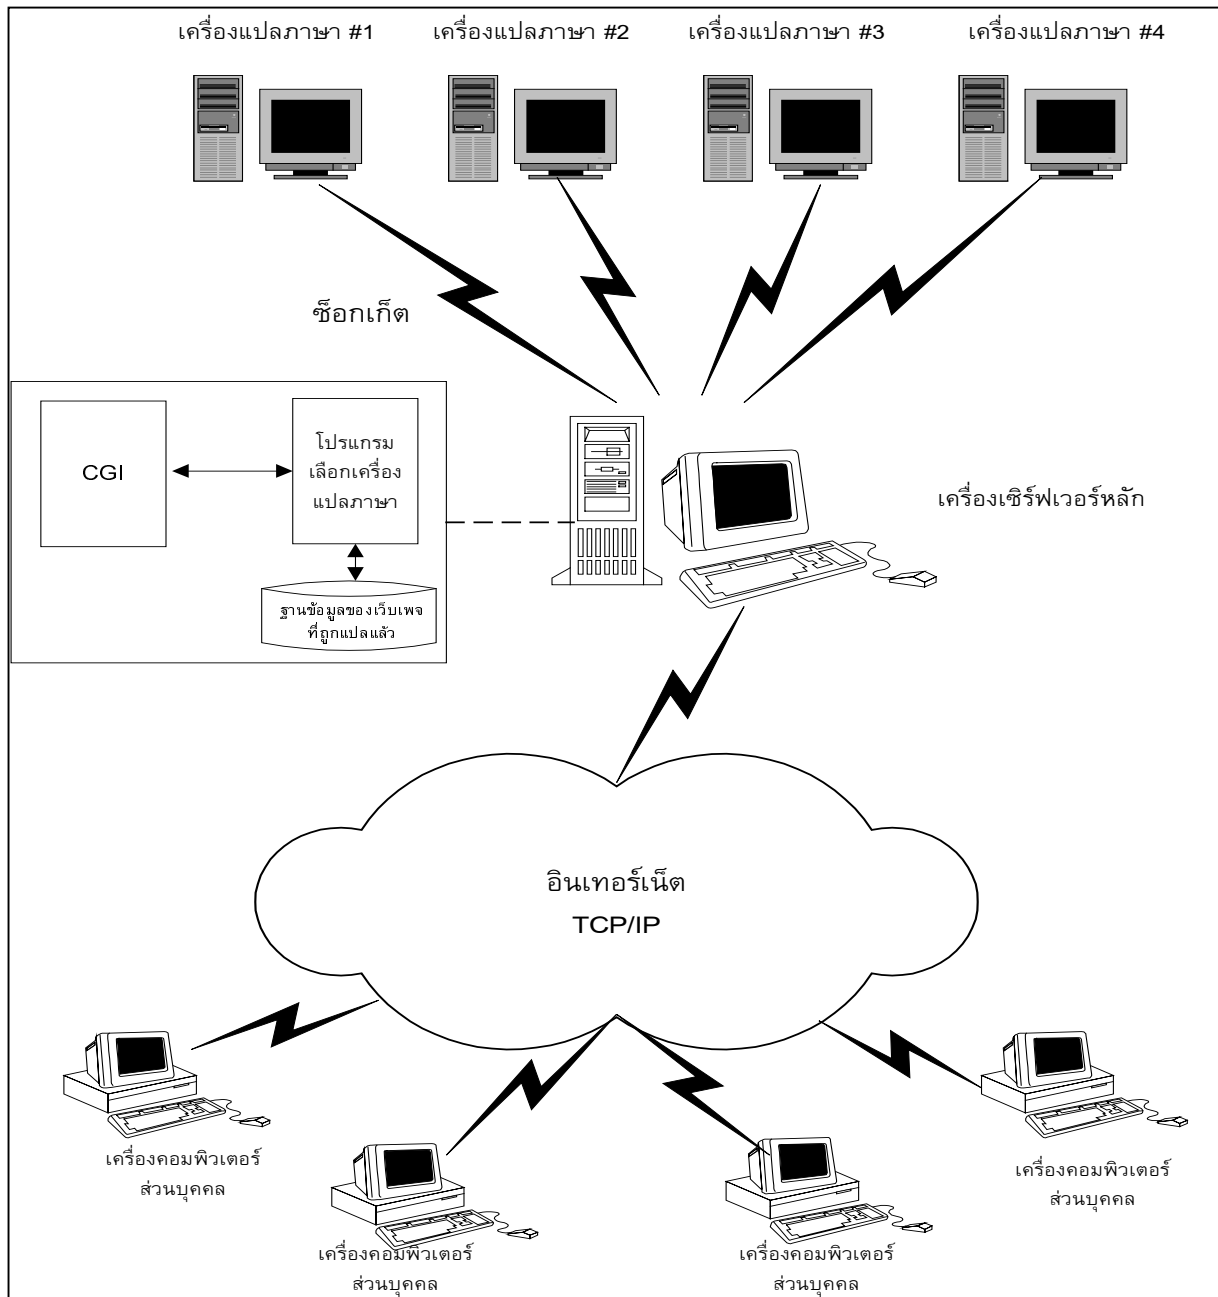 เครื่องแปลภาษา #1
เครื่องแปลภาษา #2
เครื่องแปลภาษา #3
เครื่องแปลภาษา #4
ซ็อกเก็ต
CGI
โปรแกรม
เลือกเครื่อง
แปลภาษา
ฐานข้อมูลของเว็บเพจ
ที่ถูกแปลแล้ว
เครื่องเซิร์ฟเวอร์หลัก
อินเทอร์เน็ต
TCP/IP
เครื่องคอมพิวเตอร์
ส่วนบุคคล
เครื่องคอมพิวเตอร์
ส่วนบุคคล
เครื่องคอมพิวเตอร์
ส่วนบุคคล
เครื่องคอมพิวเตอร์
ส่วนบุคคล